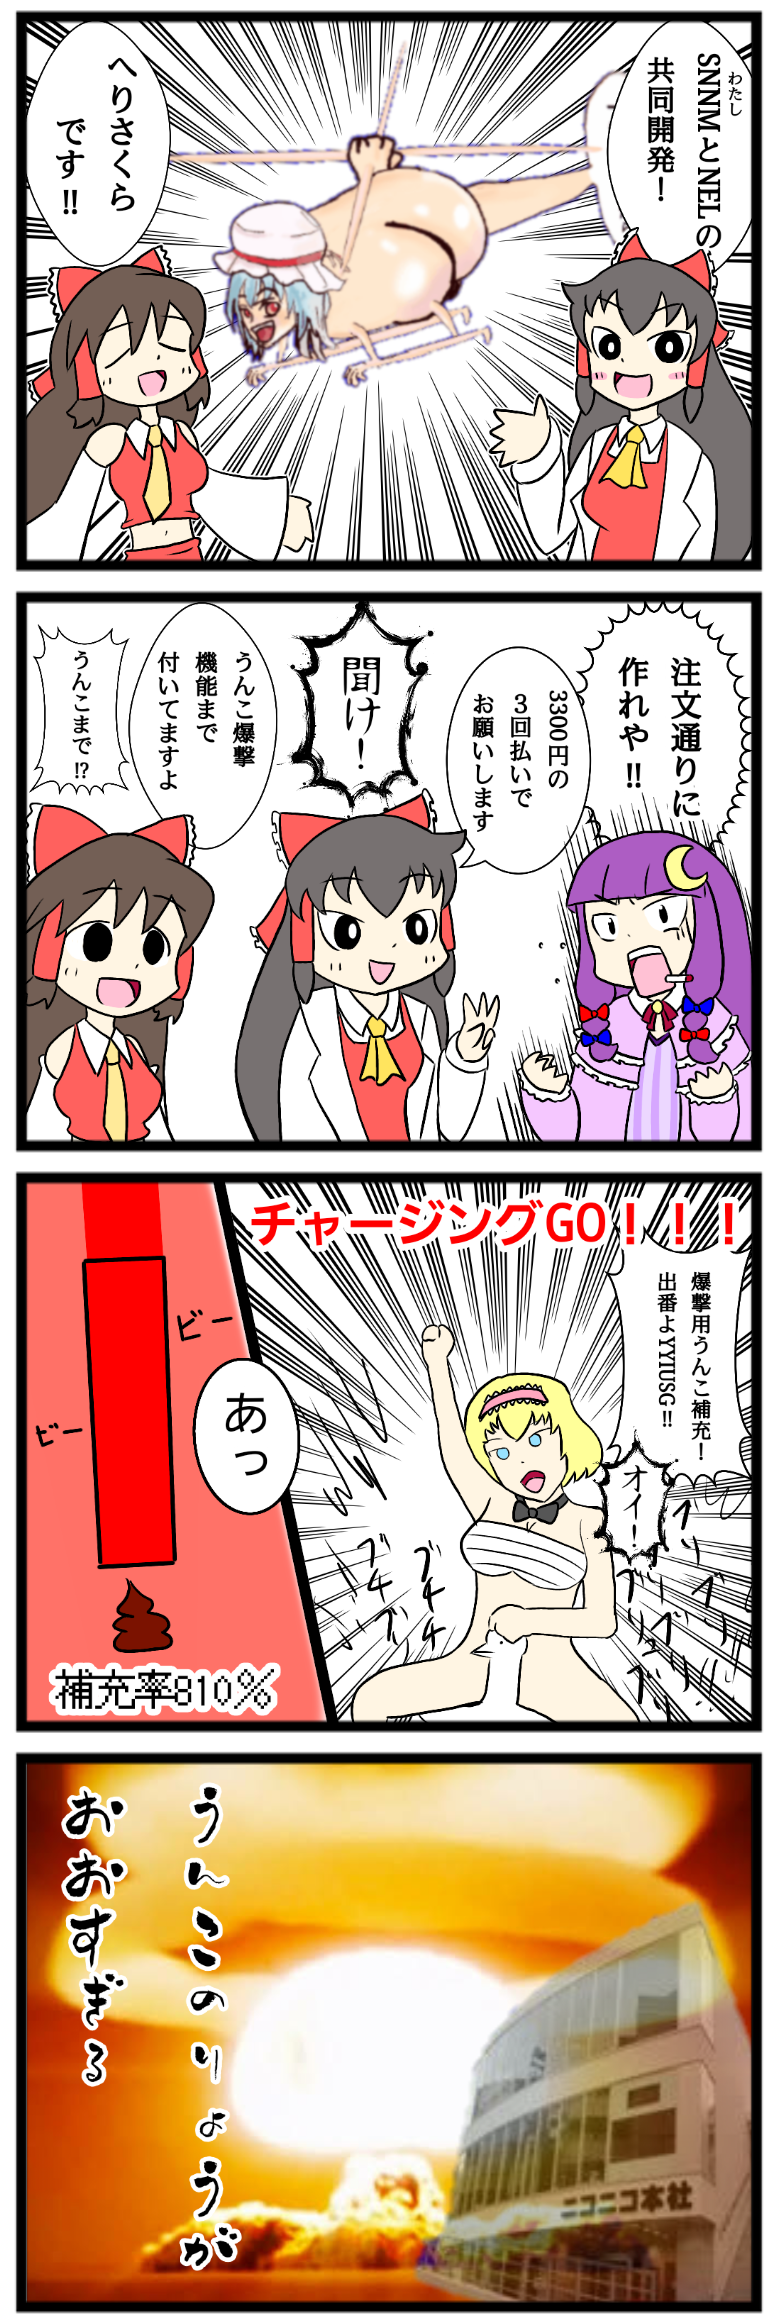 わたし
SNNMとNELの
共同開発！
へりさくら
です!!
注文通りに
作れや!!
3300円の
3回払いで
お願いします
聞け！
うんこ爆撃
機能まで
付いてますよ
うんこまで!?
チャージングGO！！！
爆撃用うんこ補充！
出番よYYIUSG!!
オイ！
ブチブチ
ブチチ
あっ
ビー
ビー
補充率810%
うんこのりょうが
おおすぎる
ニコニコ本社